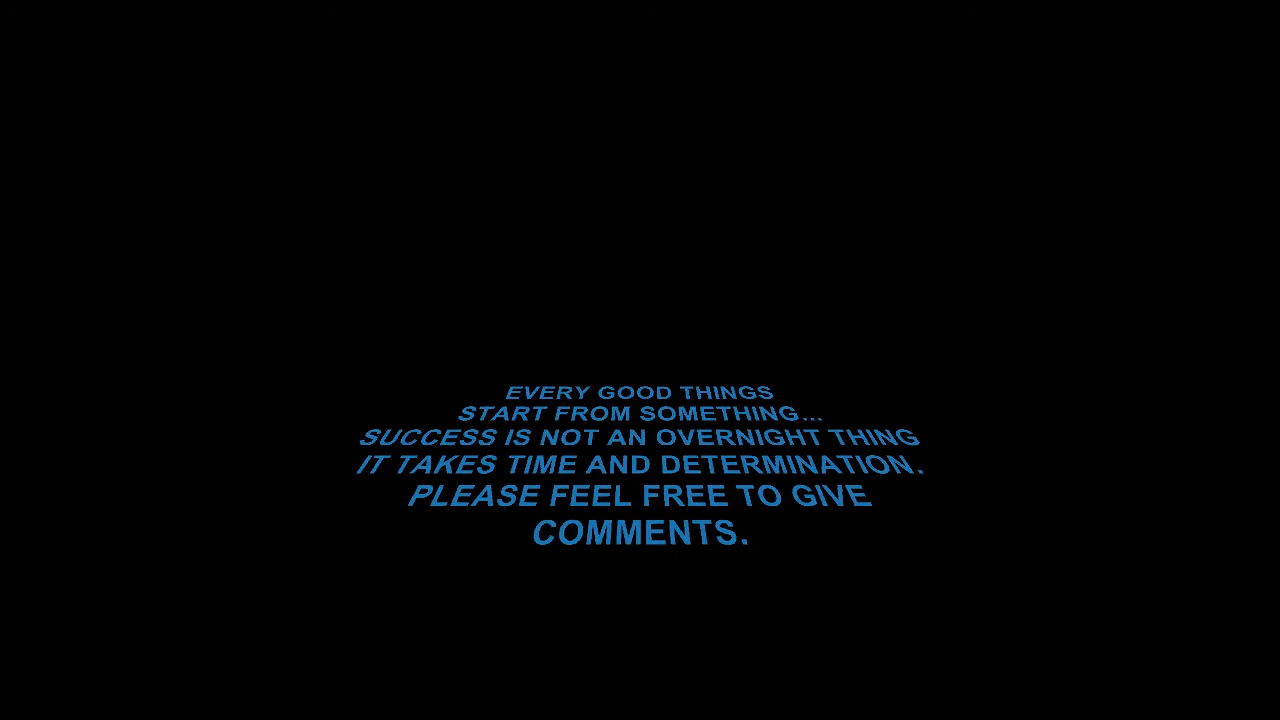 EVERY GOOD THINGS
START FROM SOMETHING...
SUCCESS IS NOT AN OVERNIGHT THING
IT TAKES TIME AND DETERMINATION.
PLEASE FEEL FREE TO GIVE
COMMENTS.